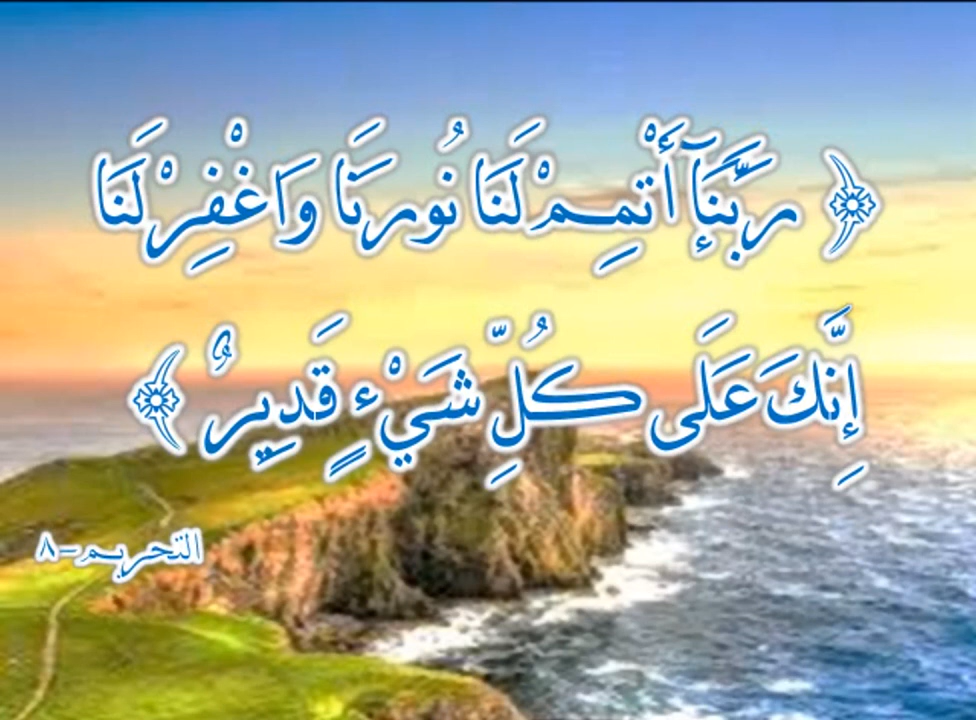 ﴿ رَبَّنَآ أَتْمِمْ لَنَا نُورَنَا وَاغْفِرْ لَنَا
إِنَّكَ عَلَى كُلِّ شَيْءٍ قَدِيرٌ ﴾
التحريم-٨